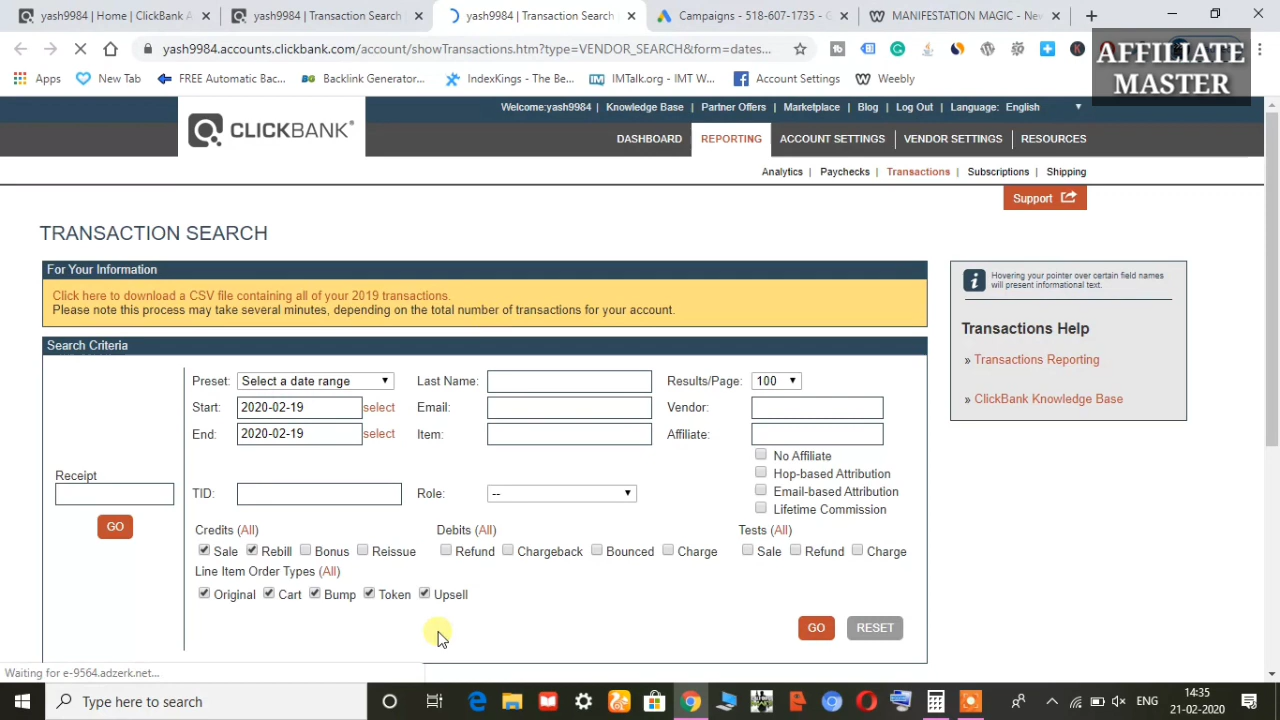 yash9984 | Home | ClickBank A
yash9984 | Transaction Search
yash9984 | Transaction Search
Campaigns - 518-607-1735 - G
MANIFESTATION MAGIC - New
yash9984.accounts.clickbank.com/account/showTransactions.htm?type=VENDOR_SEARCH&form=dates...
Apps
New Tab
FREE Automatic Bac...
Backlink Generator...
IndexKings - The Be...
IMTalk.org - IMT W...
Account Settings
Weebly
AFFILIATE
MASTER
Welcome:yash9984 | Knowledge Base | Partner Offers | Marketplace | Blog | Log Out | Language: English
CLICKBANK®
DASHBOARD
REPORTING
ACCOUNT SETTINGS
VENDOR SETTINGS
RESOURCES
Analytics | Paychecks | Transactions | Subscriptions | Shipping
Support
TRANSACTION SEARCH
For Your Information
Click here to download a CSV file containing all of your 2019 transactions.
Please note this process may take several minutes, depending on the total number of transactions for your account.
Hovering your pointer over certain field names
will present informational text.
Transactions Help
» Transactions Reporting
» ClickBank Knowledge Base
Search Criteria
Preset: Select a date range Last Name: Results/Page: 100
Start: 2020-02-19 select Email: Vendor:
End: 2020-02-19 select Item: Affiliate:
No Affiliate
Hop-based Attribution
Email-based Attribution
Lifetime Commission
Receipt
TID: Role: --
GO
Credits (All) Debits (All) Tests (All)
Sale Rebill Bonus Reissue Refund Chargeback Bounced Charge Sale Refund Charge
Line Item Order Types (All)
Original Cart Bump Token Upsell
GO RESET
Waiting for e-9564.adzerk.net...
Type here to search
ENG
14:35
21-02-2020